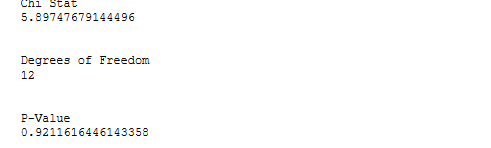 Chi Stat
5.89747679144496
Degrees of Freedom
12
P-Value
0.9211616446143358